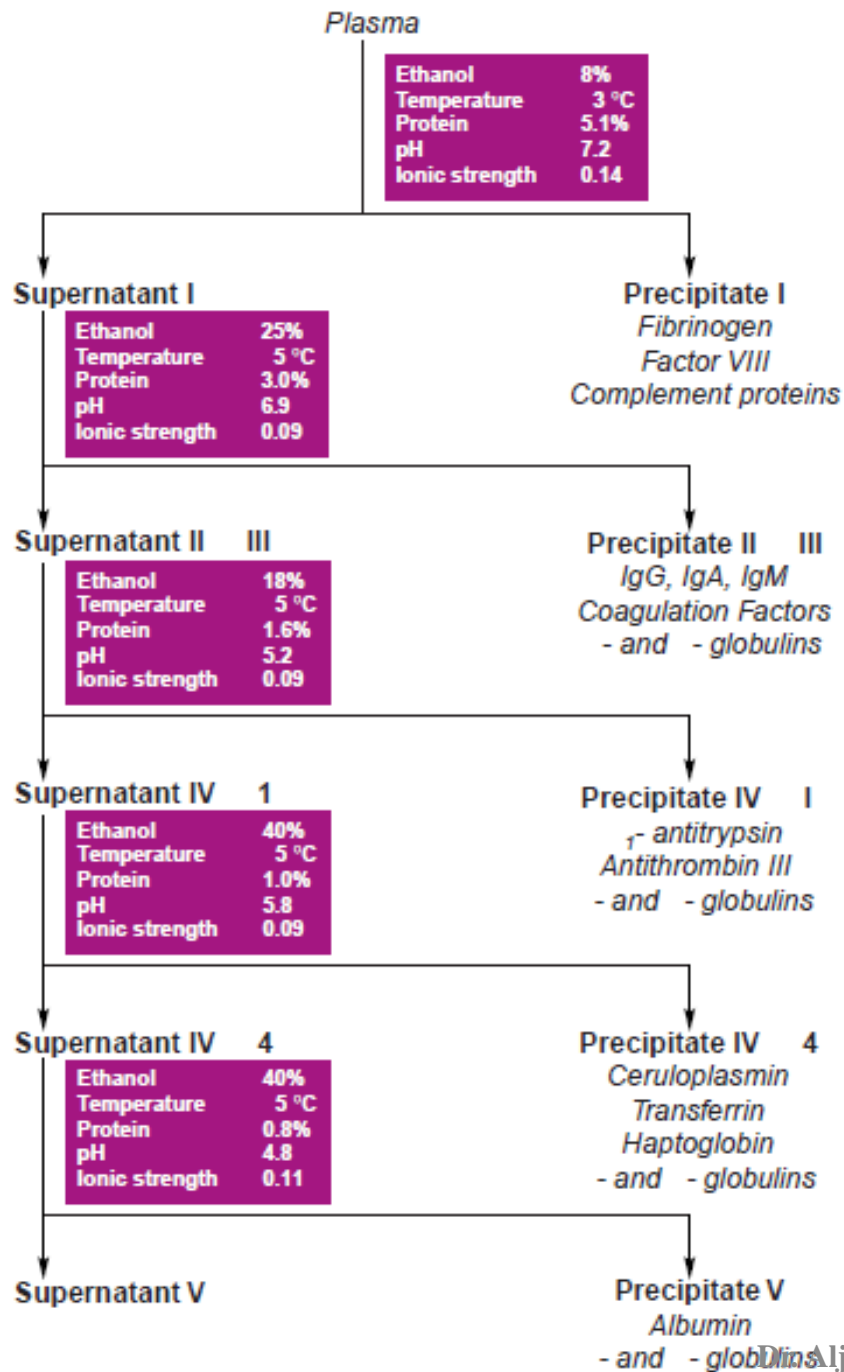 Plasma
Ethanol 8%
Temperature 3 °C
Protein 5.1%
pH 7.2
Ionic strength 0.14
Supernatant I
Precipitate I
Fibrinogen
Factor VIII
Complement proteins
Ethanol 25%
Temperature 5 °C
Protein 3.0%
pH 6.9
Ionic strength 0.09
Supernatant II III
Precipitate II III
IgG, IgA, IgM
Coagulation Factors
- and - globulins
Ethanol 18%
Temperature 5 °C
Protein 1.6%
pH 5.2
Ionic strength 0.09
Supernatant IV 1
Precipitate IV I
1- antitrypsin
Antithrombin III
- and - globulins
Ethanol 40%
Temperature 5 °C
Protein 1.0%
pH 5.8
Ionic strength 0.09
Supernatant IV 4
Precipitate IV 4
Ceruloplasmin
Transferrin
Haptoglobin
- and - globulins
Ethanol 40%
Temperature 5 °C
Protein 0.8%
pH 4.8
Ionic strength 0.11
Supernatant V
Precipitate V
Albumin
- and - globulins